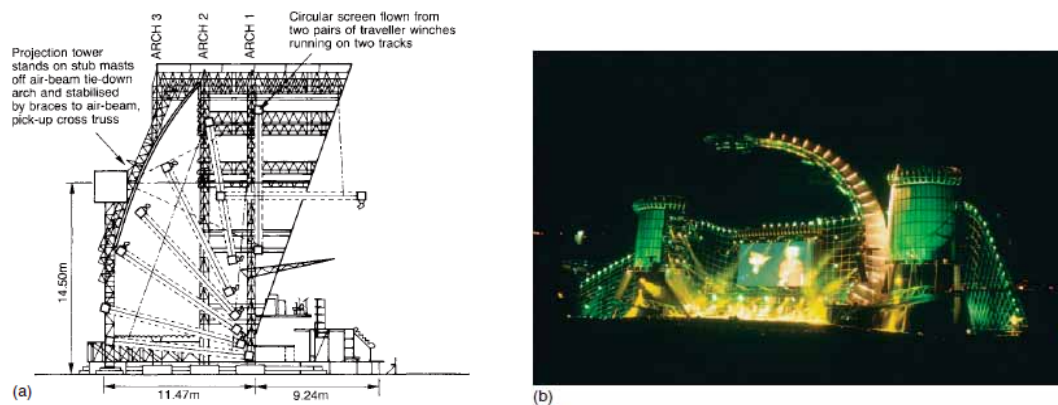 ARCH 3
ARCH 2
ARCH 1
Circular screen flown from
two pairs of traveller winches
running on two tracks
Projection tower
stands on stub masts
off air-beam tie-down
arch and stabilised
by braces to air-beam,
pick-up cross truss
14.50m
11.47m
9.24m
(a)
(b)